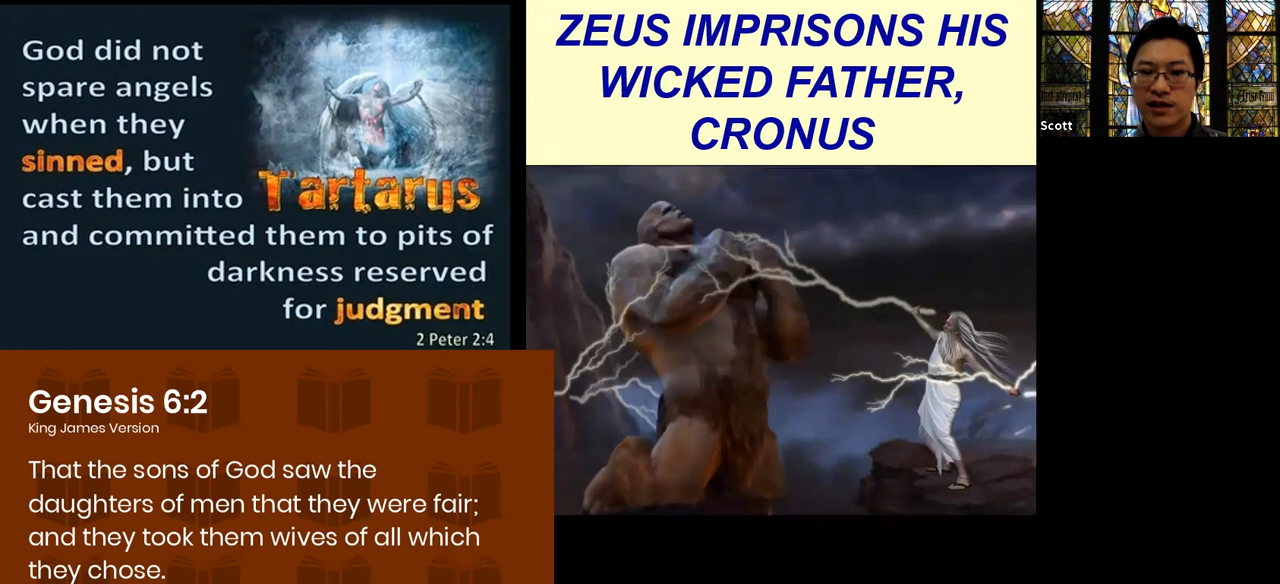 God did not
spare angels
when they
sinned, but
cast them into Tartarus
and committed them to pits of
darkness reserved
for judgment
2 Peter 2:4
Genesis 6:2
King James Version
That the sons of God saw the
daughters of men that they were fair;
and they took them wives of all which
they chose.
ZEUS IMPRISONS HIS
WICKED FATHER,
CRONUS
Scott